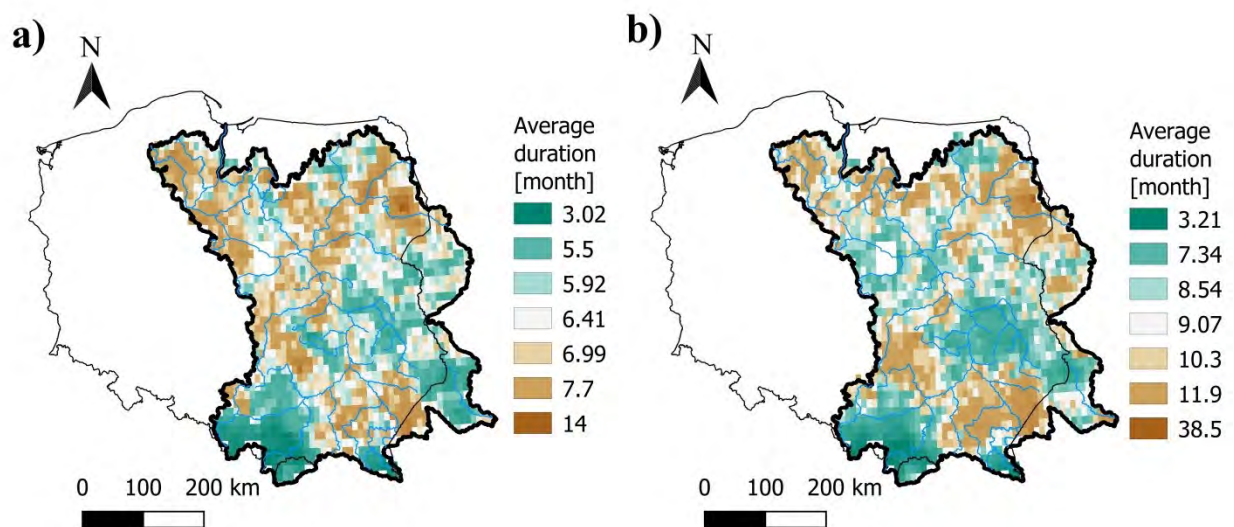 a)
N
Average
duration
[month]
3.02
5.5
5.92
6.41
6.99
7.7
14
0 100 200 km
b)
N
Average
duration
[month]
3.21
7.34
8.54
9.07
10.3
11.9
38.5
0 100 200 km